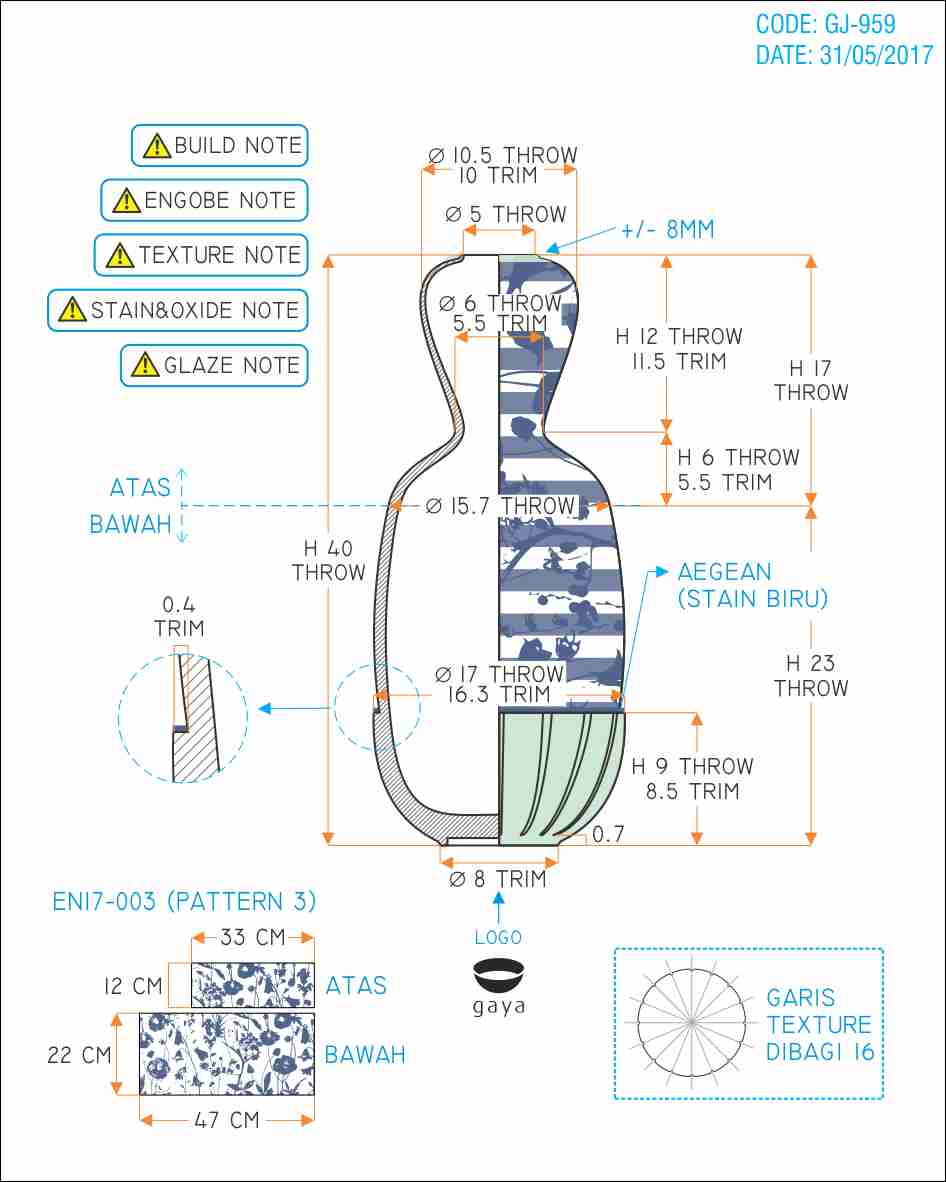 CODE: GJ-959
DATE: 31/05/2017
BUILD NOTE
ENGOBE NOTE
TEXTURE NOTE
STAIN&OXIDE NOTE
GLAZE NOTE
Ø 10.5 THROW
10 TRIM
Ø 5 THROW
+/- 8MM
Ø 6 THROW
5.5 TRIM
H 12 THROW
11.5 TRIM
H 17
THROW
H 6 THROW
5.5 TRIM
ATAS
BAWAH
Ø 15.7 THROW
H 40
THROW
AEGEAN
(STAIN BIRU)
0.4
TRIM
Ø 17 THROW
16.3 TRIM
H 23
THROW
H 9 THROW
8.5 TRIM
0.7
Ø 8 TRIM
LOGO
gaya
EN17-003 (PATTERN 3)
33 CM
12 CM
ATAS
22 CM
BAWAH
47 CM
GARIS
TEXTURE
DIBAGI 16